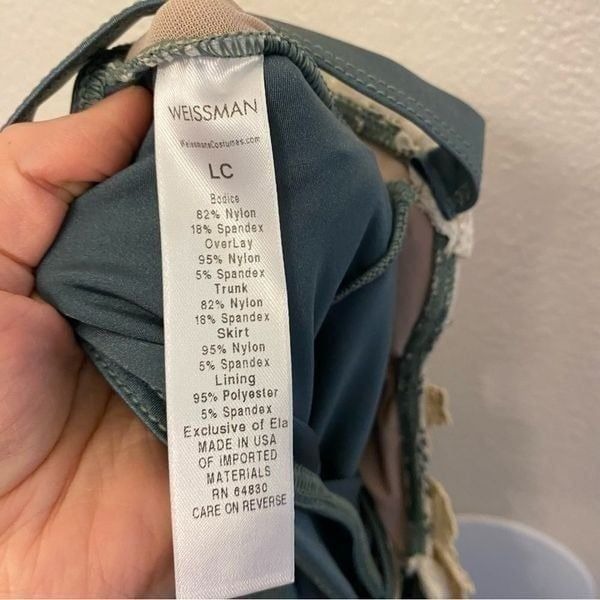 WEISSMAN
WeissmansCostumes.com
LC
Bodice
82% Nylon
18% Spandex
OverLay
95% Nylon
5% Spandex
Trunk
82% Nylon
18% Spandex
Skirt
95% Nylon
5% Spandex
Lining
95% Polyester
5% Spandex
Exclusive of Ela
MADE IN USA
OF IMPORTED
MATERIALS
RN 64830
CARE ON REVERSE